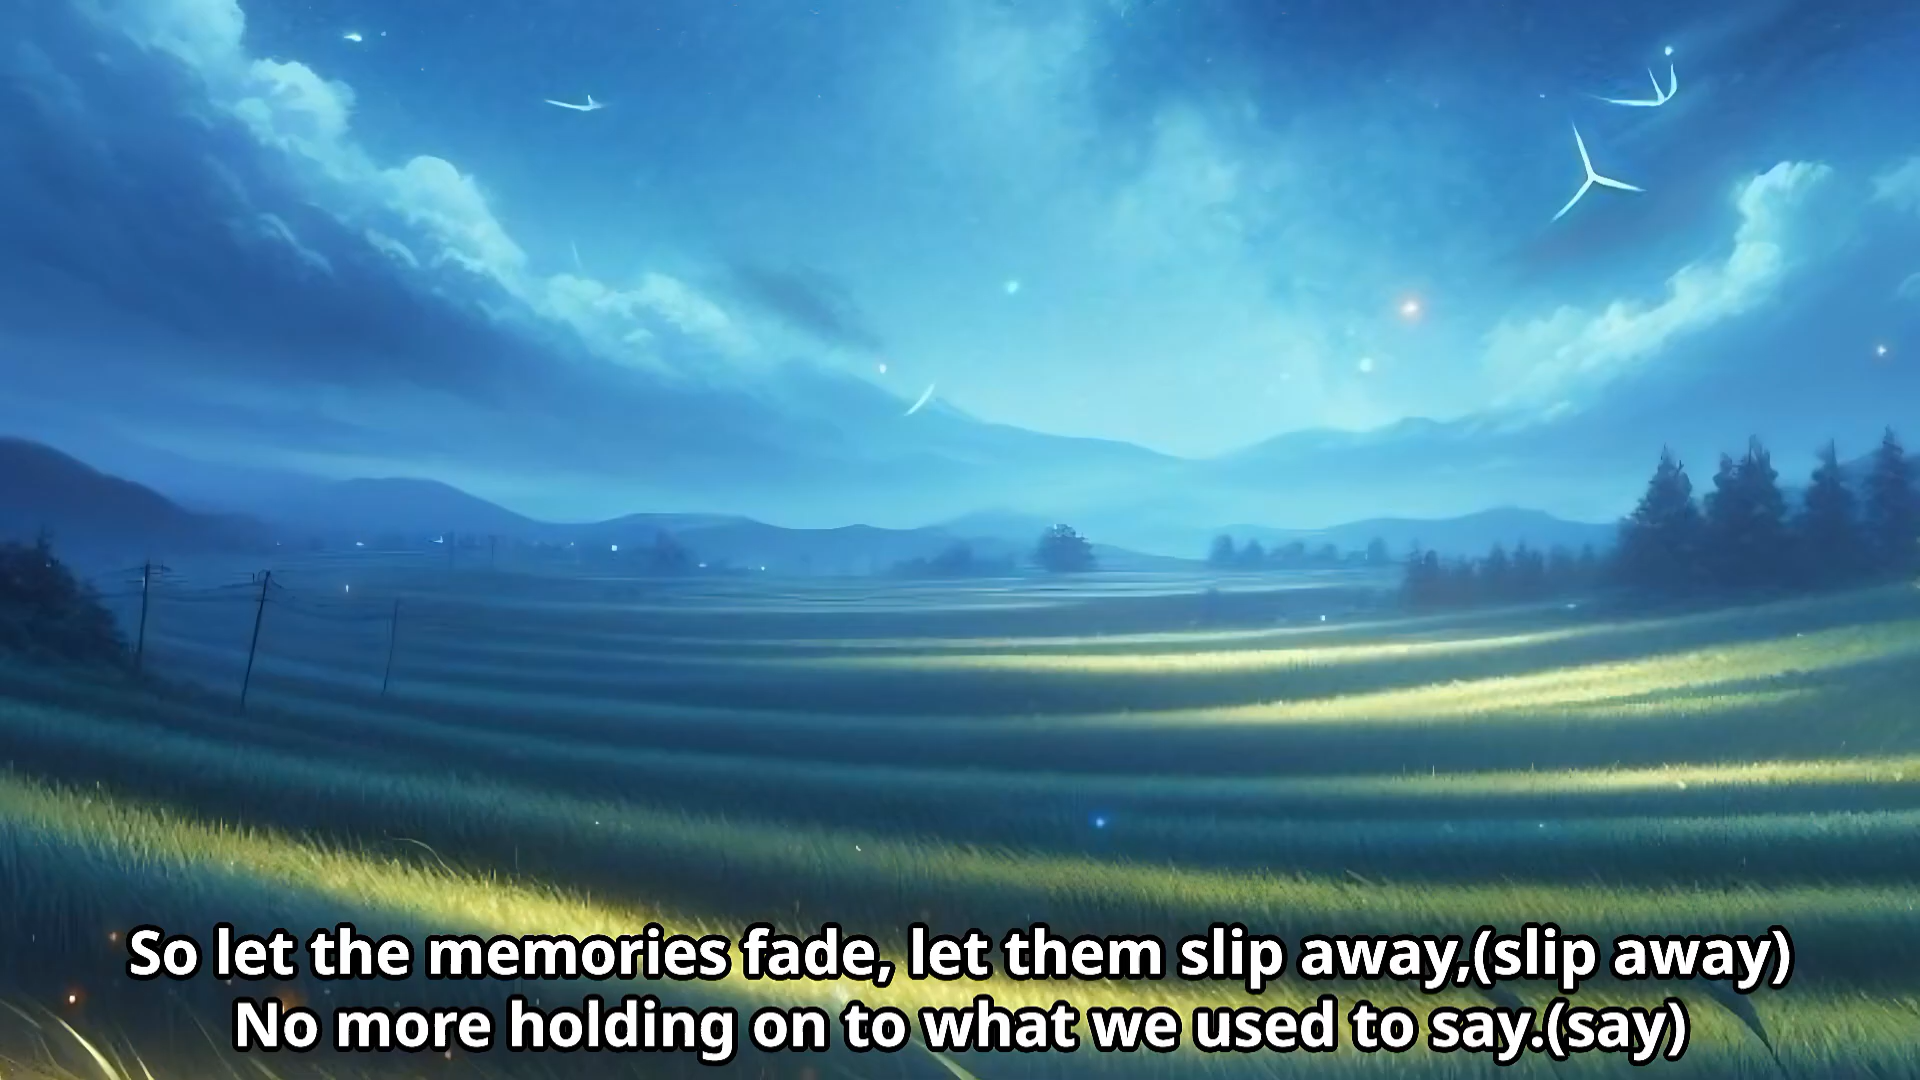 So let the memories fade, let them slip away,(slip away)
No more holding on to what we used to say.(say)